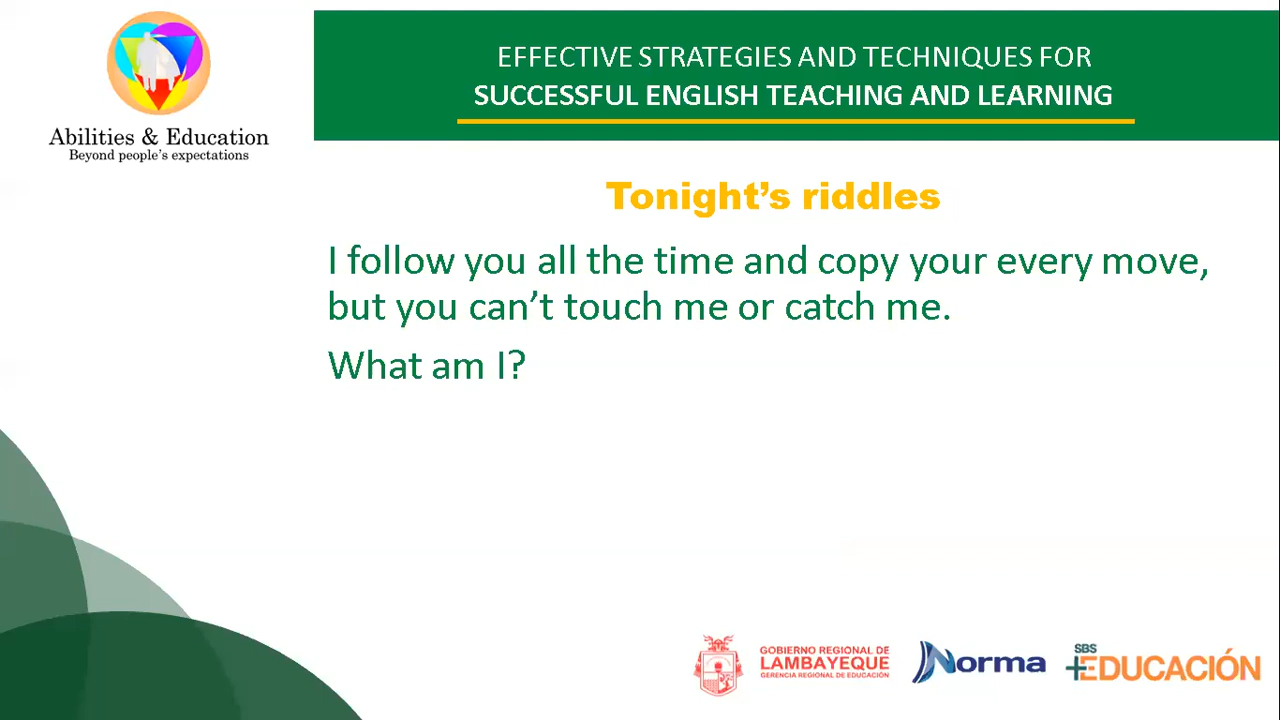 Abilities & Education
Beyond people's expectations
EFFECTIVE STRATEGIES AND TECHNIQUES FOR
SUCCESSFUL ENGLISH TEACHING AND LEARNING
Tonight's riddles
I follow you all the time and copy your every move,
but you can't touch me or catch me.
What am I?
GOBIERNO REGIONAL DE
LAMBAYEQUE
GERENCIA REGIONAL DE EDUCACIÓN
Norma
SBS
EDUCACIÓN